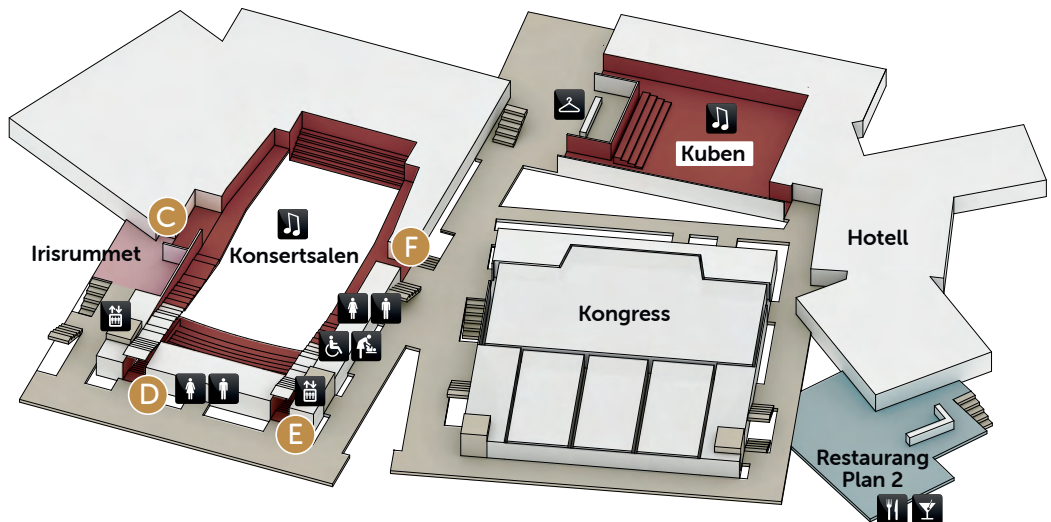 Kuben
C
Irisrummet
Konsertsalen
F
Hotell
Kongress
D
E
Restaurang
Plan 2